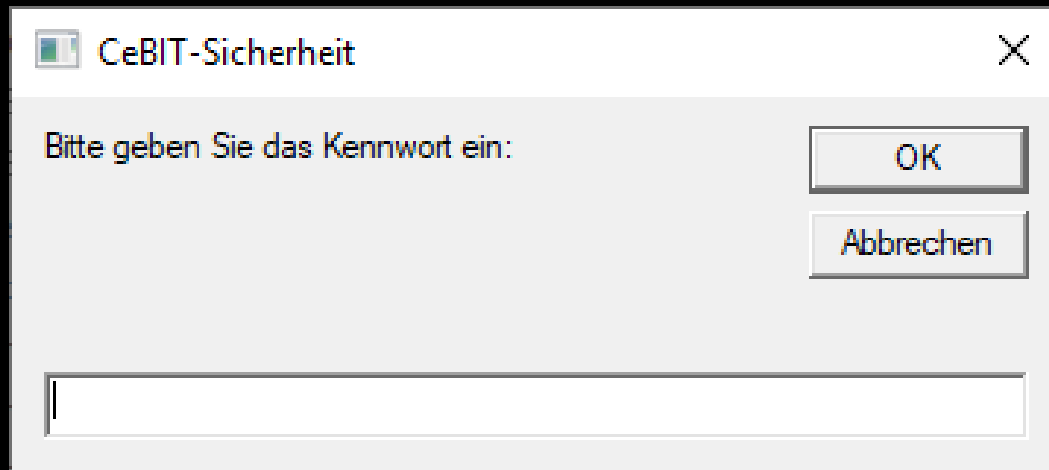 CeBIT-Sicherheit
Bitte geben Sie das Kennwort ein:
OK
Abbrechen